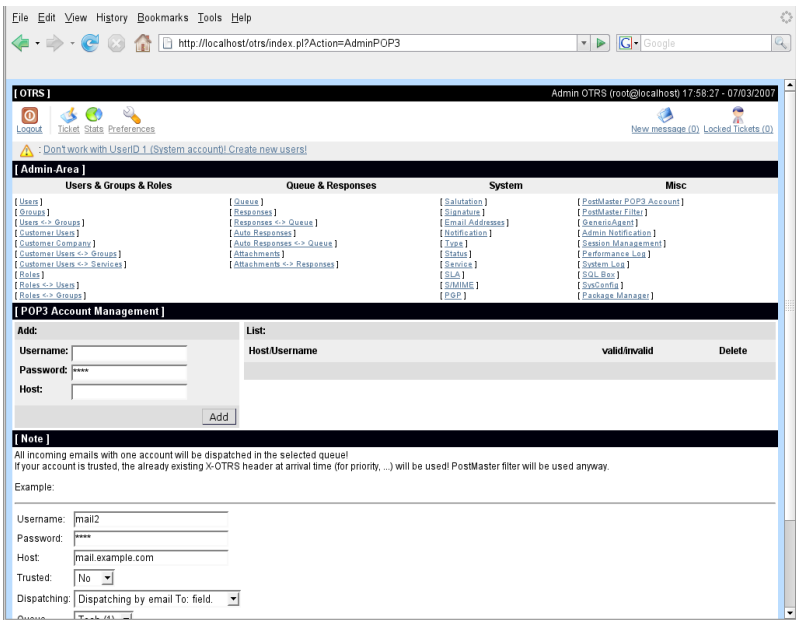 File Edit View History Bookmarks Tools Help
http://localhost/otrs/index.pl?Action=AdminPOP3
G Google
[ OTRS ] Admin OTRS (root@localhost) 17:58:27 - 07/03/2007
Logout Ticket Stats Preferences New message (0) Locked Tickets (0)
: Don't work with UserID 1 (System account)! Create new users!
[ Admin-Area ]
Users & Groups & Roles Queue & Responses System Misc
[ Users ] [ Queue ] [ Salutation ] [ PostMaster POP3 Account ]
[ Groups ] [ Responses ] [ Signature ] [ PostMaster Filter ]
[ Users <-> Groups ] [ Responses <-> Queue ] [ Email Addresses ] [ GenericAgent ]
[ Customer Users ] [ Auto Responses ] [ Notification ] [ Admin Notification ]
[ Customer Company ] [ Auto Responses <-> Queue ] [ Type ] [ Session Management ]
[ Customer Users <-> Groups ] [ Attachments ] [ Status ] [ Performance Log ]
[ Customer Users <-> Services ] [ Attachments <-> Responses ] [ Service ] [ System Log ]
[ Roles ] [ SLA ] [ SQL Box ]
[ Roles <-> Users ] [ S/MIME ] [ SysConfig ]
[ Roles <-> Groups ] [ PGP ] [ Package Manager ]
[ POP3 Account Management ]
Add: List:
Username: Host/Username valid/invalid Delete
Password: ****
Host:
Add
[ Note ]
All incoming emails with one account will be dispatched in the selected queue!
If your account is trusted, the already existing X-OTRS header at arrival time (for priority, ...) will be used! PostMaster filter will be used anyway.
Example:
Username: mail2
Password: ****
Host: mail.example.com
Trusted: No
Dispatching: Dispatching by email To: field.
Queue Tech (1)